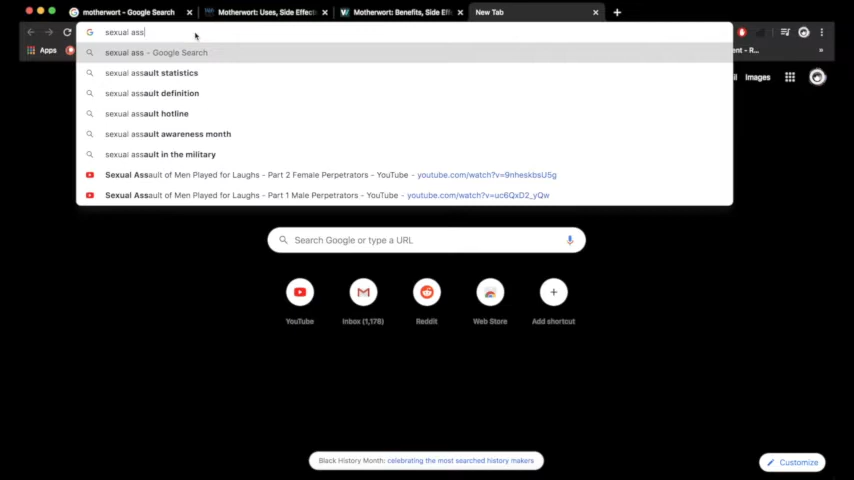 motherwort - Google Search
Motherwort: Uses, Side Effect
Motherwort: Benefits, Side Eff
New Tab
sexual ass
Apps
sexual ass - Google Search
sexual assault statistics
sexual assault definition
sexual assault hotline
sexual assault awareness month
sexual assault in the military
Sexual Assault of Men Played for Laughs - Part 2 Female Perpetrators - YouTube - youtube.com/watch?v=9nheskbsU5g
Sexual Assault of Men Played for Laughs - Part 1 Male Perpetrators - YouTube - youtube.com/watch?v=uc6QxD2_yQw
ent - R...
»
Images
Search Google or type a URL
YouTube
Inbox (1,176)
Reddit
Web Store
Add shortcut
Black History Month: celebrating the most searched history makers
Customize